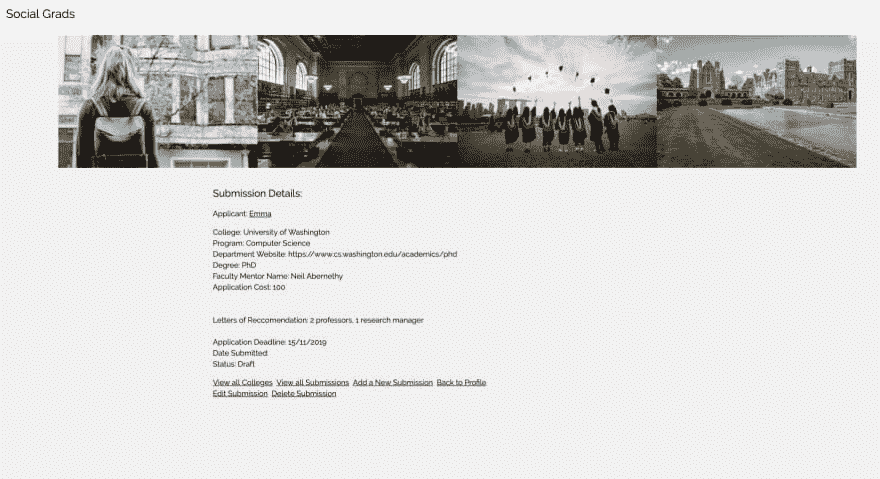 Social Grads
Submission Details:
Applicant: Emma
College: University of Washington
Program: Computer Science
Department Website: https://www.cs.washington.edu/academics/phd
Degree: PhD
Faculty Mentor Name: Neil Abernethy
Application Cost: 100
Letters of Reccomendation: 2 professors, 1 research manager
Application Deadline: 15/11/2019
Date Submitted:
Status: Draft
View all Colleges View all Submissions Add a New Submission Back to Profile
Edit Submission Delete Submission